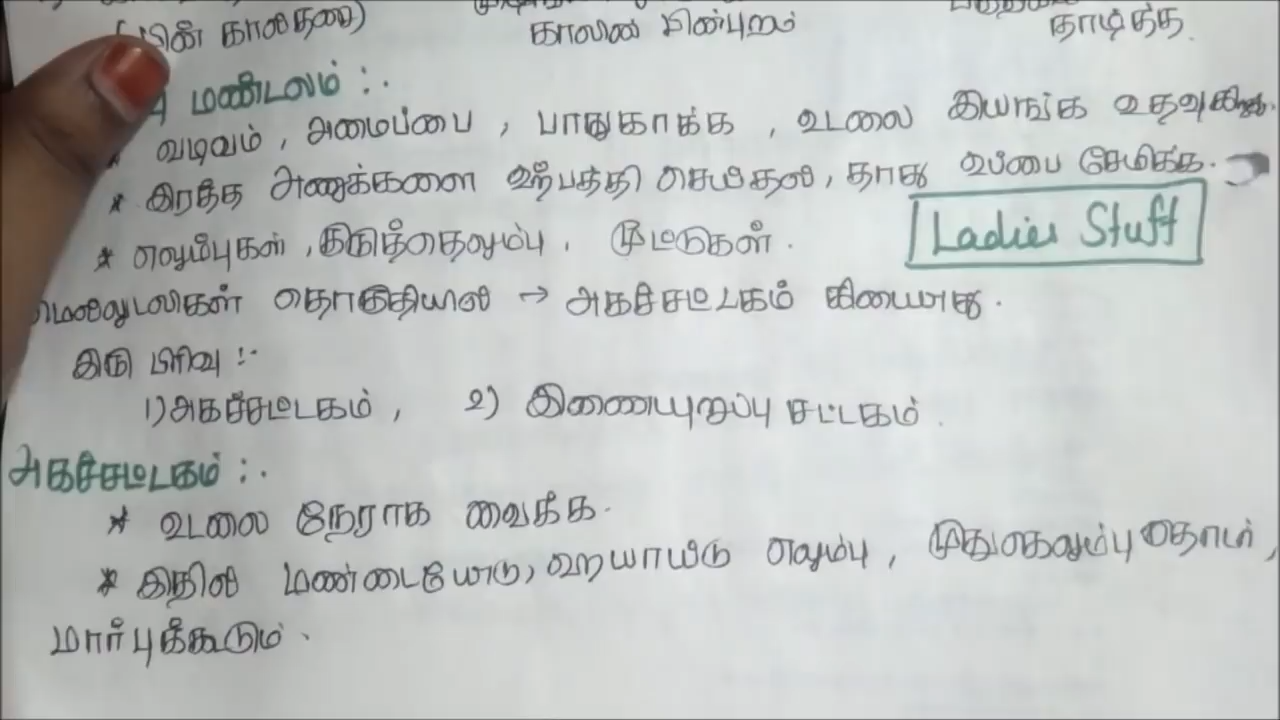 (பின் காலதசை) காலின் பின்புறம் தாடித்த
மண்டலம் :-
வடிவம், அமைப்பை, பாதுகாக்க, உடலை இயங்க உதவுகிறது.
* இரத்த அணுக்களை உற்பத்தி செய்தல், தாது உப்பை சேமிக்க.
* எலும்புகள், குருத்தெலும்பு, மூட்டுகள்.
Ladies Stuff
மெல்லுடலிகள் தொகுதியில் → அகச்சட்டகம் கிடையாது.
இரு பிரிவு :-
1) அகச்சட்டகம், 2) இணையுறுப்பு சட்டகம்.
அகச்சட்டகம் :-
* உடலை நேராக வைக்க.
* இதில் மண்டையோடு, ஹயாய்டு எலும்பு, முதுகெலும்பு தொடர்,
மார்புக்கூடும்.